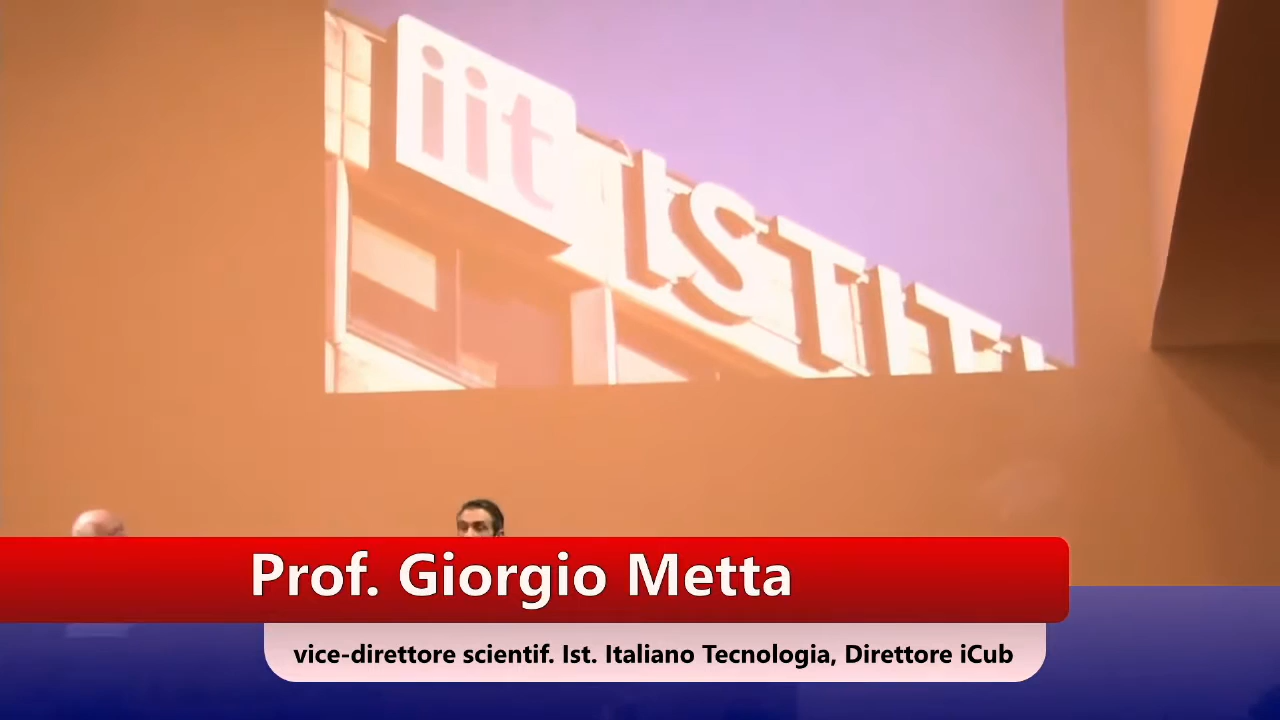 iit ISTIT
Prof. Giorgio Metta
vice-direttore scientif. Ist. Italiano Tecnologia, Direttore iCub